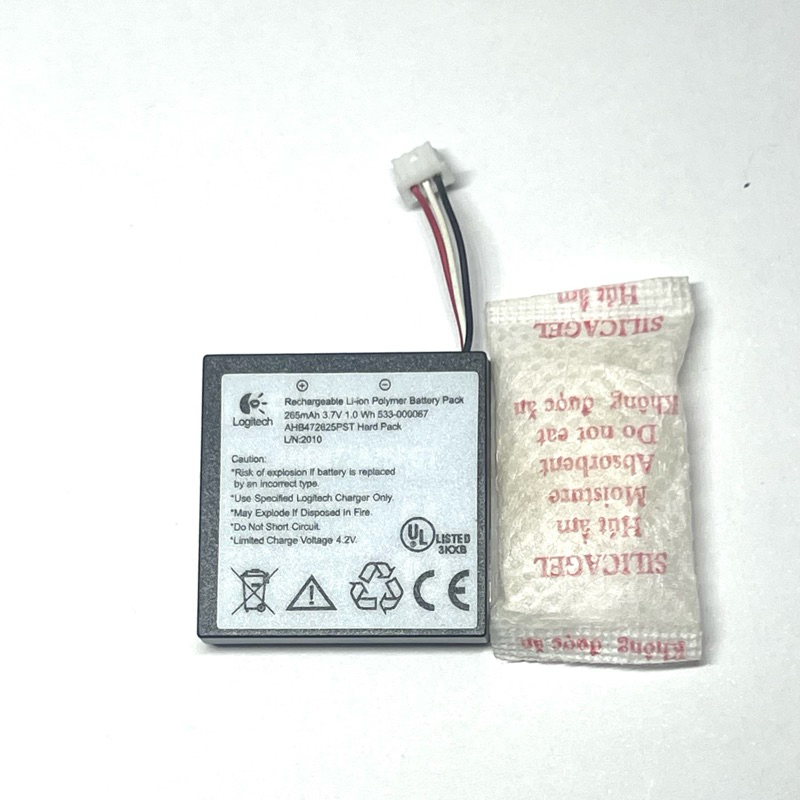 Logitech
Rechargeable Li-ion Polymer Battery Pack
265mAh 3.7V 1.0 Wh 533-000067
AHB472625PST Hard Pack
L/N:2010
Caution:
*Risk of explosion if battery is replaced
by an incorrect type.
*Use Specified Logitech Charger Only.
*May Explode If Disposed In Fire.
*Do Not Short Circuit.
*Limited Charge Voltage 4.2V.
UL LISTED
3KXB
CE
Không được ăn
SILICAGEL
Hút ẩm
Moisture
Absorbent
Do not eat
Không được ăn
SILICAGEL
Hút ẩm